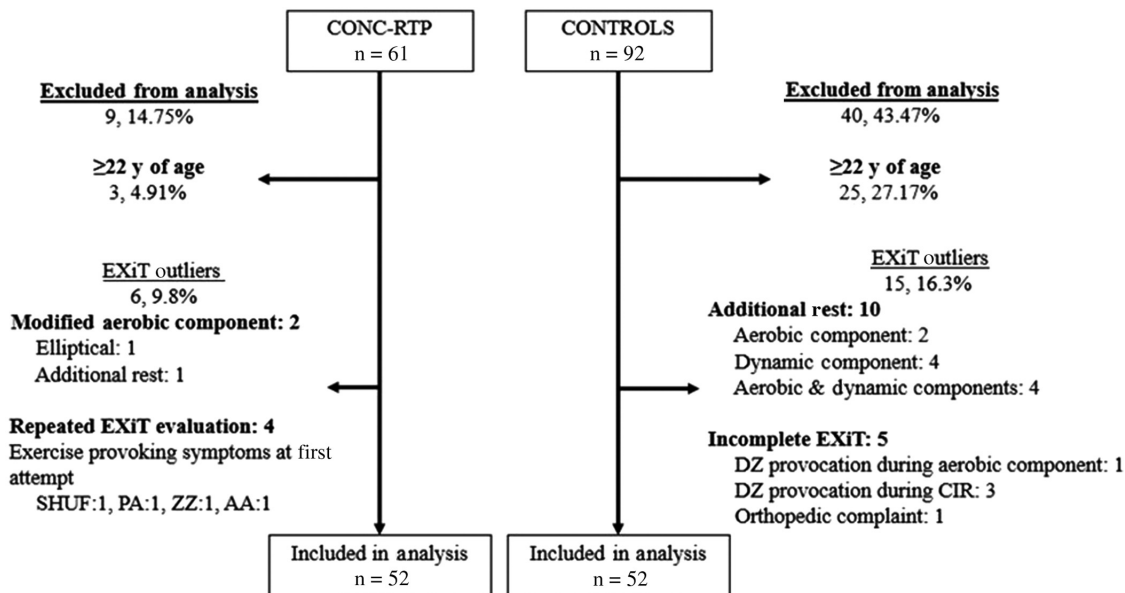 CONC-RTP
n = 61
Excluded from analysis
9, 14.75%
≥22 y of age
3, 4.91%
EXiT outliers
6, 9.8%
Modified aerobic component: 2
Elliptical: 1
Additional rest: 1
Repeated EXiT evaluation: 4
Exercise provoking symptoms at first
attempt
SHUF:1, PA:1, ZZ:1, AA:1
Included in analysis
n = 52
CONTROLS
n = 92
Excluded from analysis
40, 43.47%
≥22 y of age
25, 27.17%
EXiT outliers
15, 16.3%
Additional rest: 10
Aerobic component: 2
Dynamic component: 4
Aerobic & dynamic components: 4
Incomplete EXiT: 5
DZ provocation during aerobic component: 1
DZ provocation during CIR: 3
Orthopedic complaint: 1
Included in analysis
n = 52